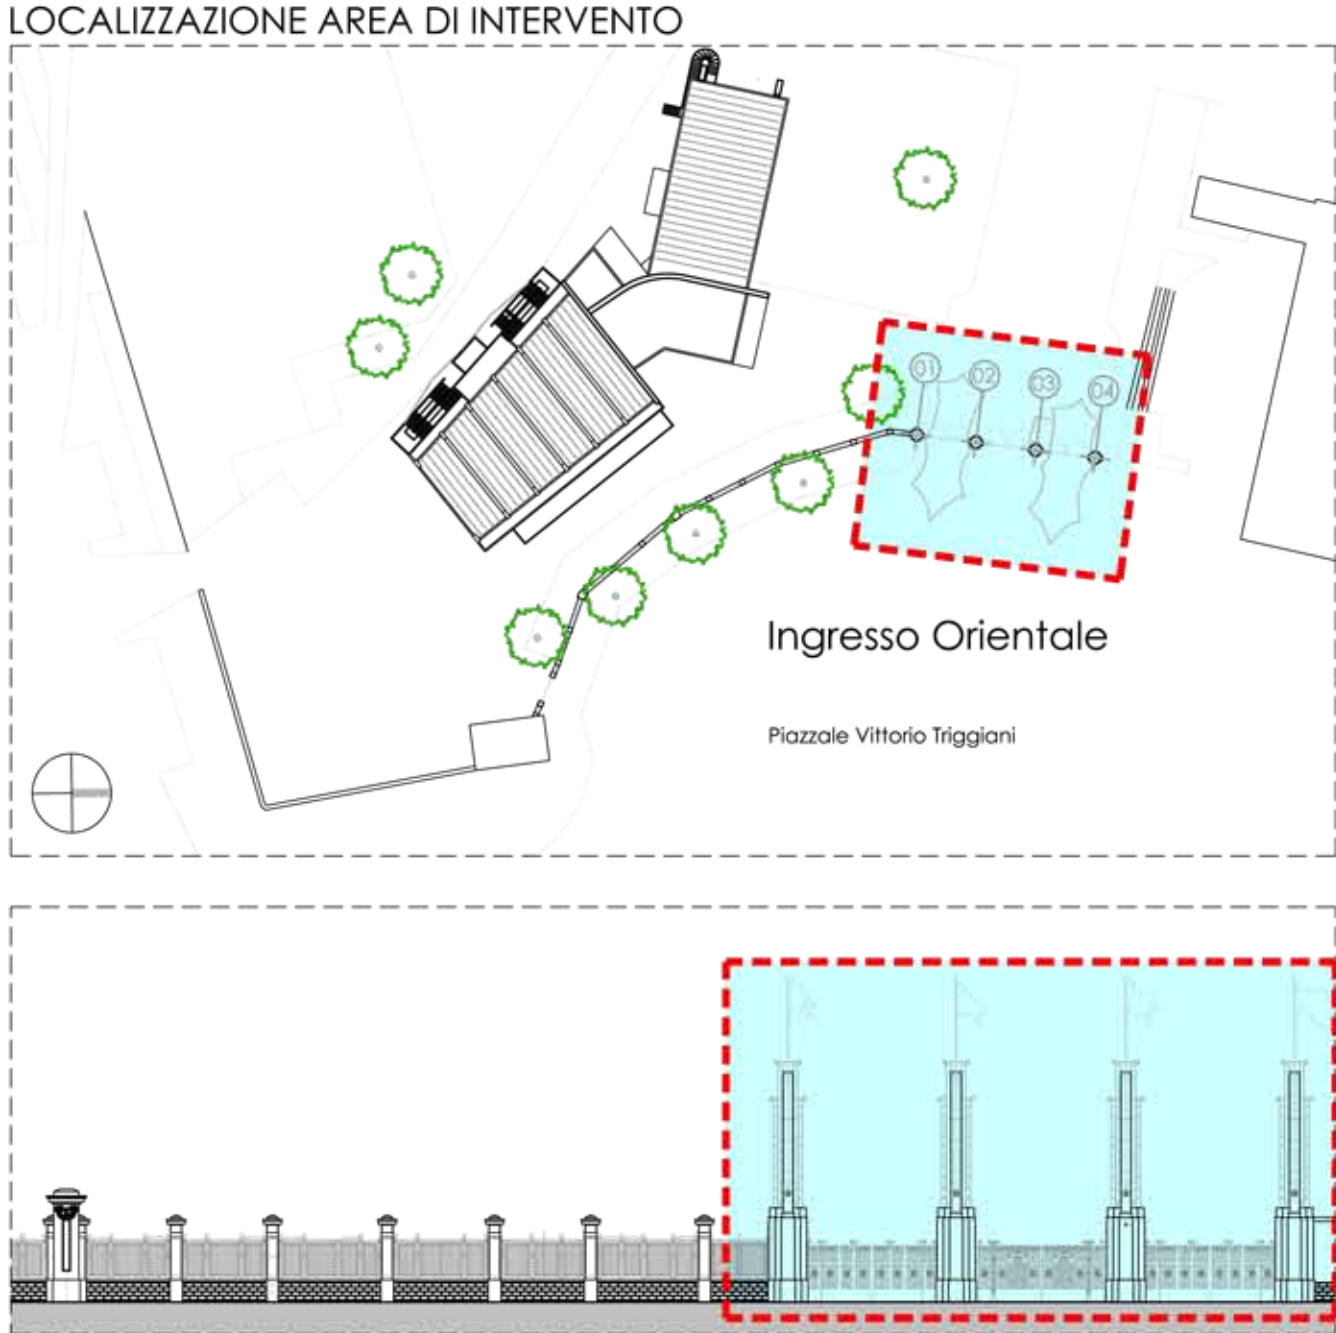 LOCALIZZAZIONE AREA DI INTERVENTO
01
02
03
04
Ingresso Orientale
Piazzale Vittorio Triggiani